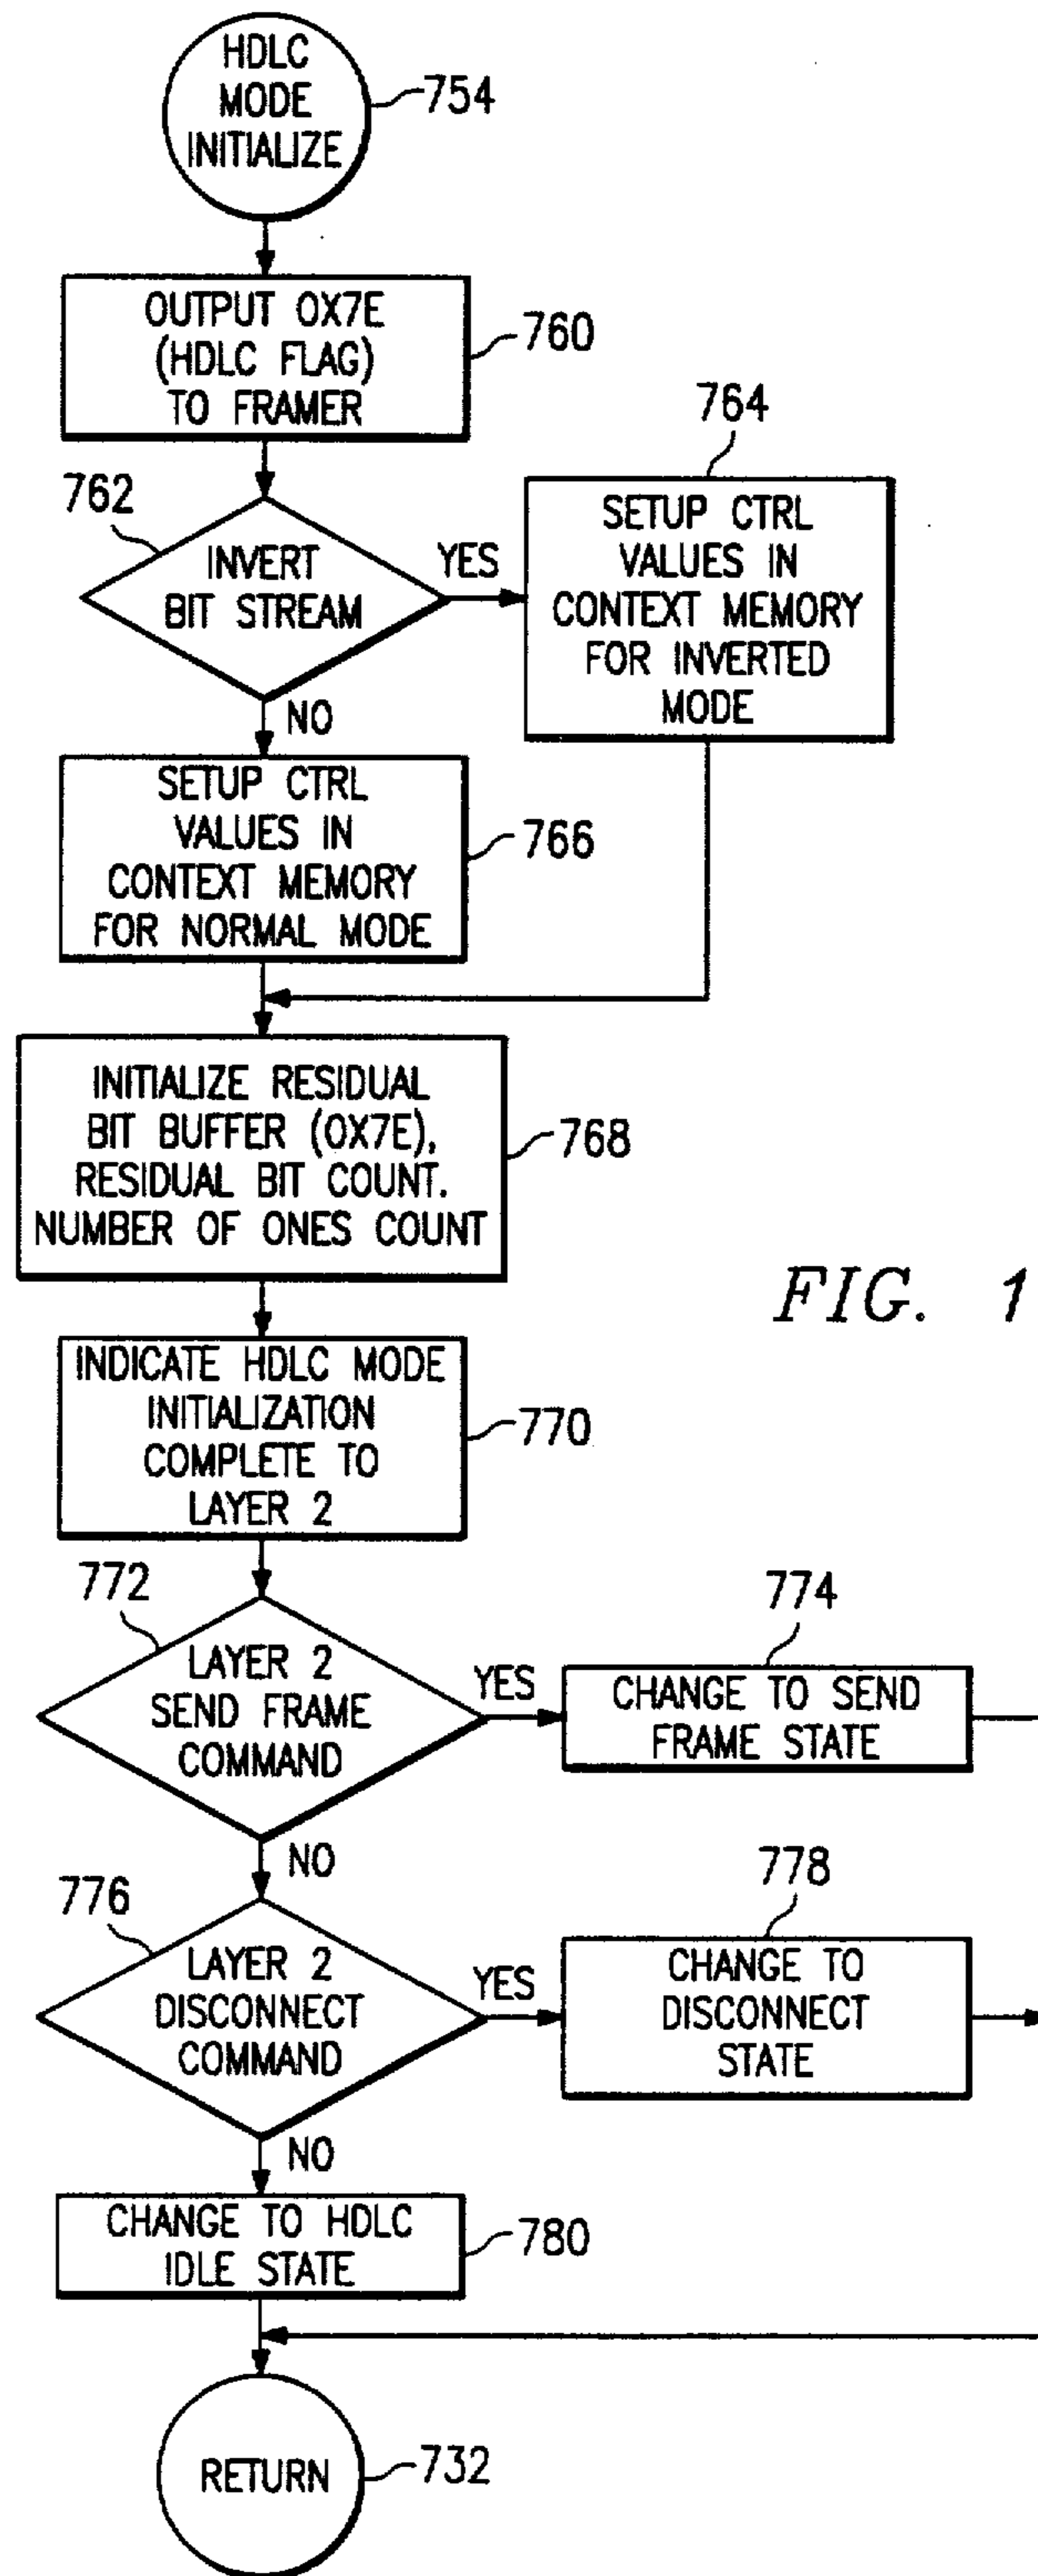 HDLC
MODE
INITIALIZE
754
OUTPUT 0X7E
(HDLC FLAG)
TO FRAMER
760
762
INVERT
BIT STREAM
YES
NO
764
SETUP CTRL
VALUES IN
CONTEXT MEMORY
FOR INVERTED
MODE
SETUP CTRL
VALUES IN
CONTEXT MEMORY
FOR NORMAL MODE
766
INITIALIZE RESIDUAL
BIT BUFFER (0X7E),
RESIDUAL BIT COUNT.
NUMBER OF ONES COUNT
768
FIG. 1
INDICATE HDLC MODE
INITIALIZATION
COMPLETE TO
LAYER 2
770
772
LAYER 2
SEND FRAME
COMMAND
YES
NO
774
CHANGE TO SEND
FRAME STATE
776
LAYER 2
DISCONNECT
COMMAND
YES
NO
778
CHANGE TO
DISCONNECT
STATE
CHANGE TO HDLC
IDLE STATE
780
RETURN
732